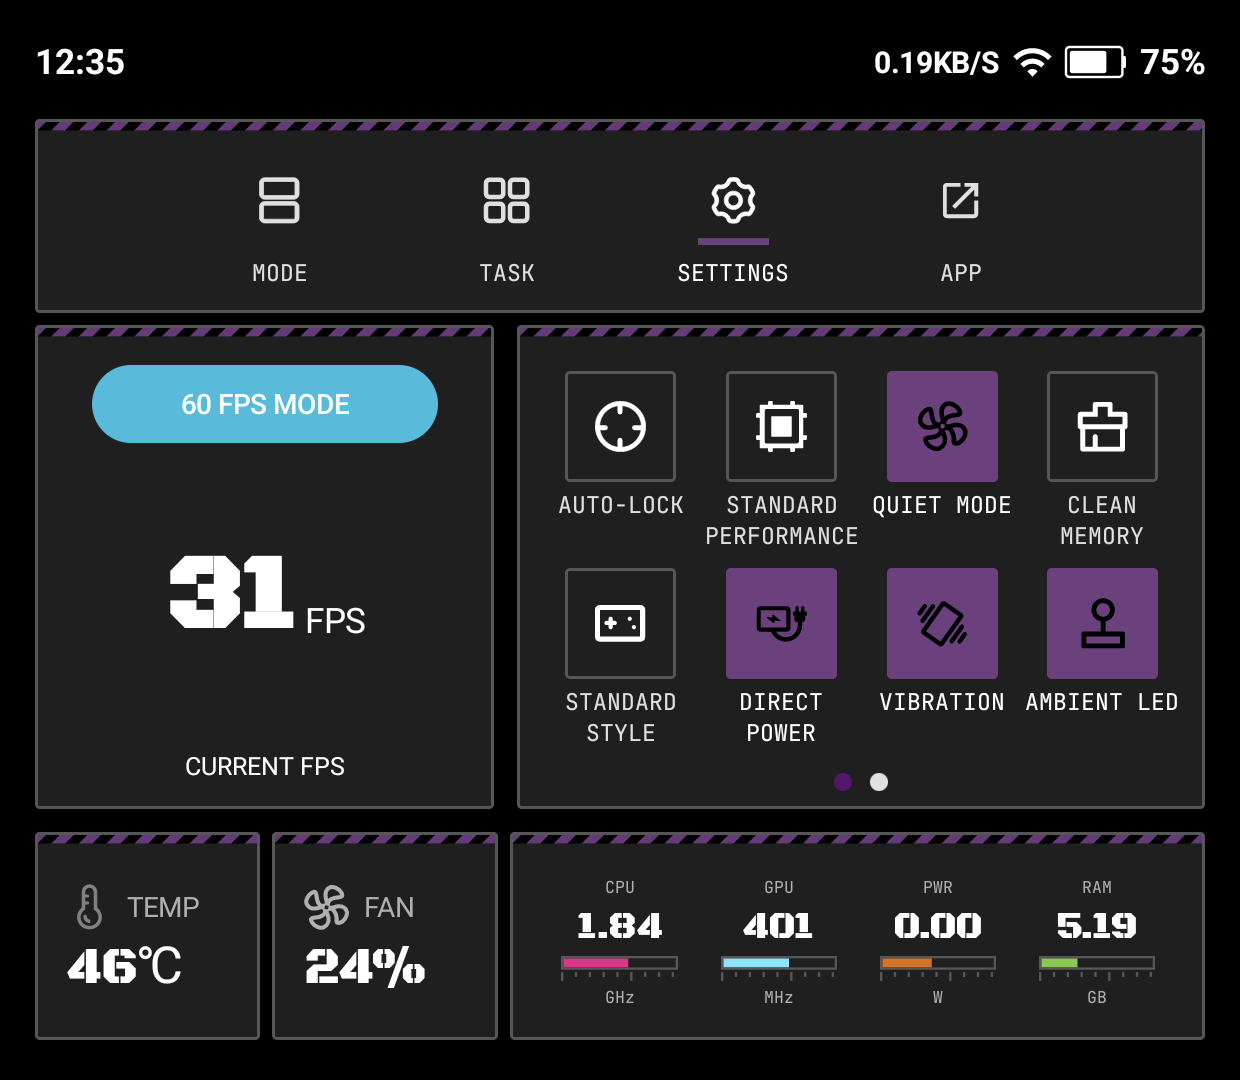 12:35
0.19KB/S 75%
MODE TASK SETTINGS APP
60 FPS MODE
31 FPS
CURRENT FPS
AUTO-LOCK
STANDARD
PERFORMANCE
QUIET MODE
CLEAN
MEMORY
STANDARD
STYLE
DIRECT
POWER
VIBRATION
AMBIENT LED
TEMP
46℃
FAN
24%
CPU
1.84
GHz
GPU
401
MHz
PWR
0.00
W
RAM
5.19
GB